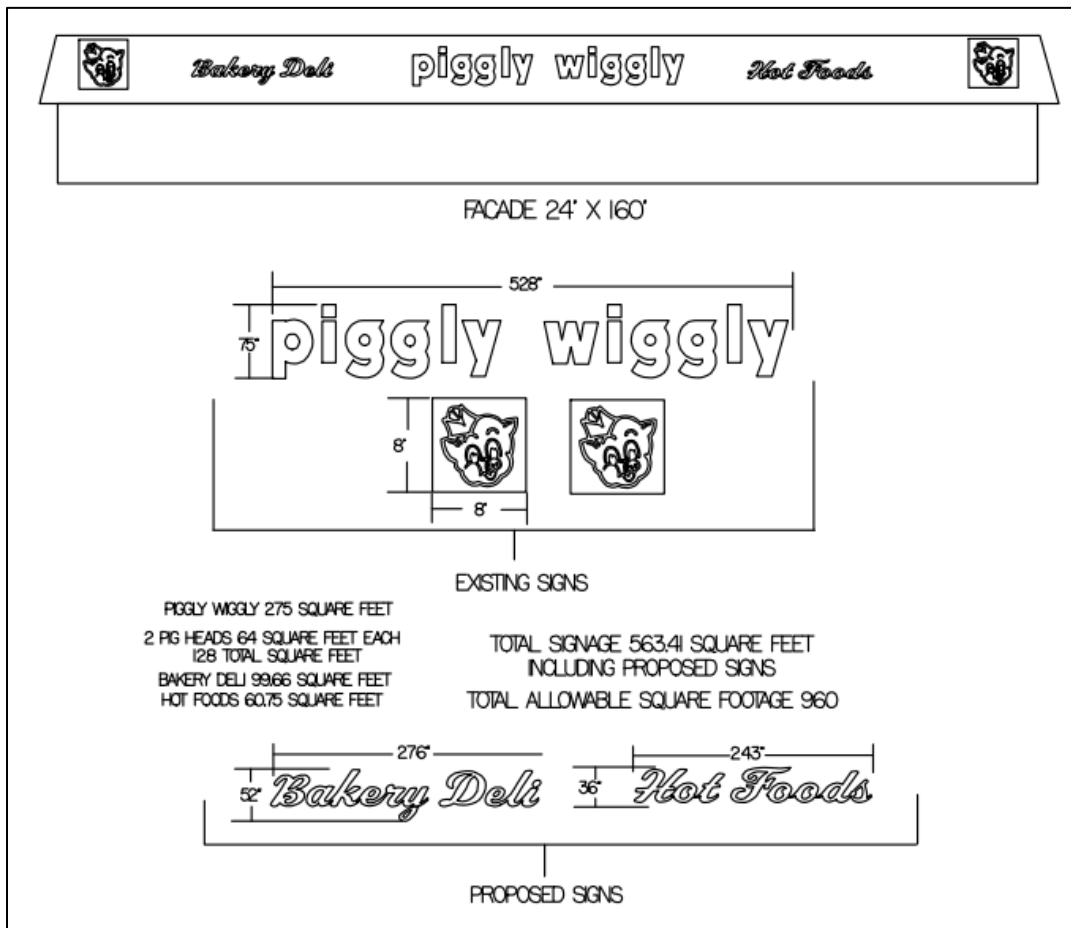 Bakery Deli piggly wiggly Hot Foods
FACADE 24' X 160'
528"
75"
piggly wiggly
8'
8'
EXISTING SIGNS
PIGGLY WIGGLY 275 SQUARE FEET
2 PIG HEADS 64 SQUARE FEET EACH
128 TOTAL SQUARE FEET
BAKERY DELI 99.66 SQUARE FEET
HOT FOODS 60.75 SQUARE FEET
TOTAL SIGNAGE 563.41 SQUARE FEET
INCLUDING PROPOSED SIGNS
TOTAL ALLOWABLE SQUARE FOOTAGE 960
276"
52"
Bakery Deli
243"
36"
Hot Foods
PROPOSED SIGNS